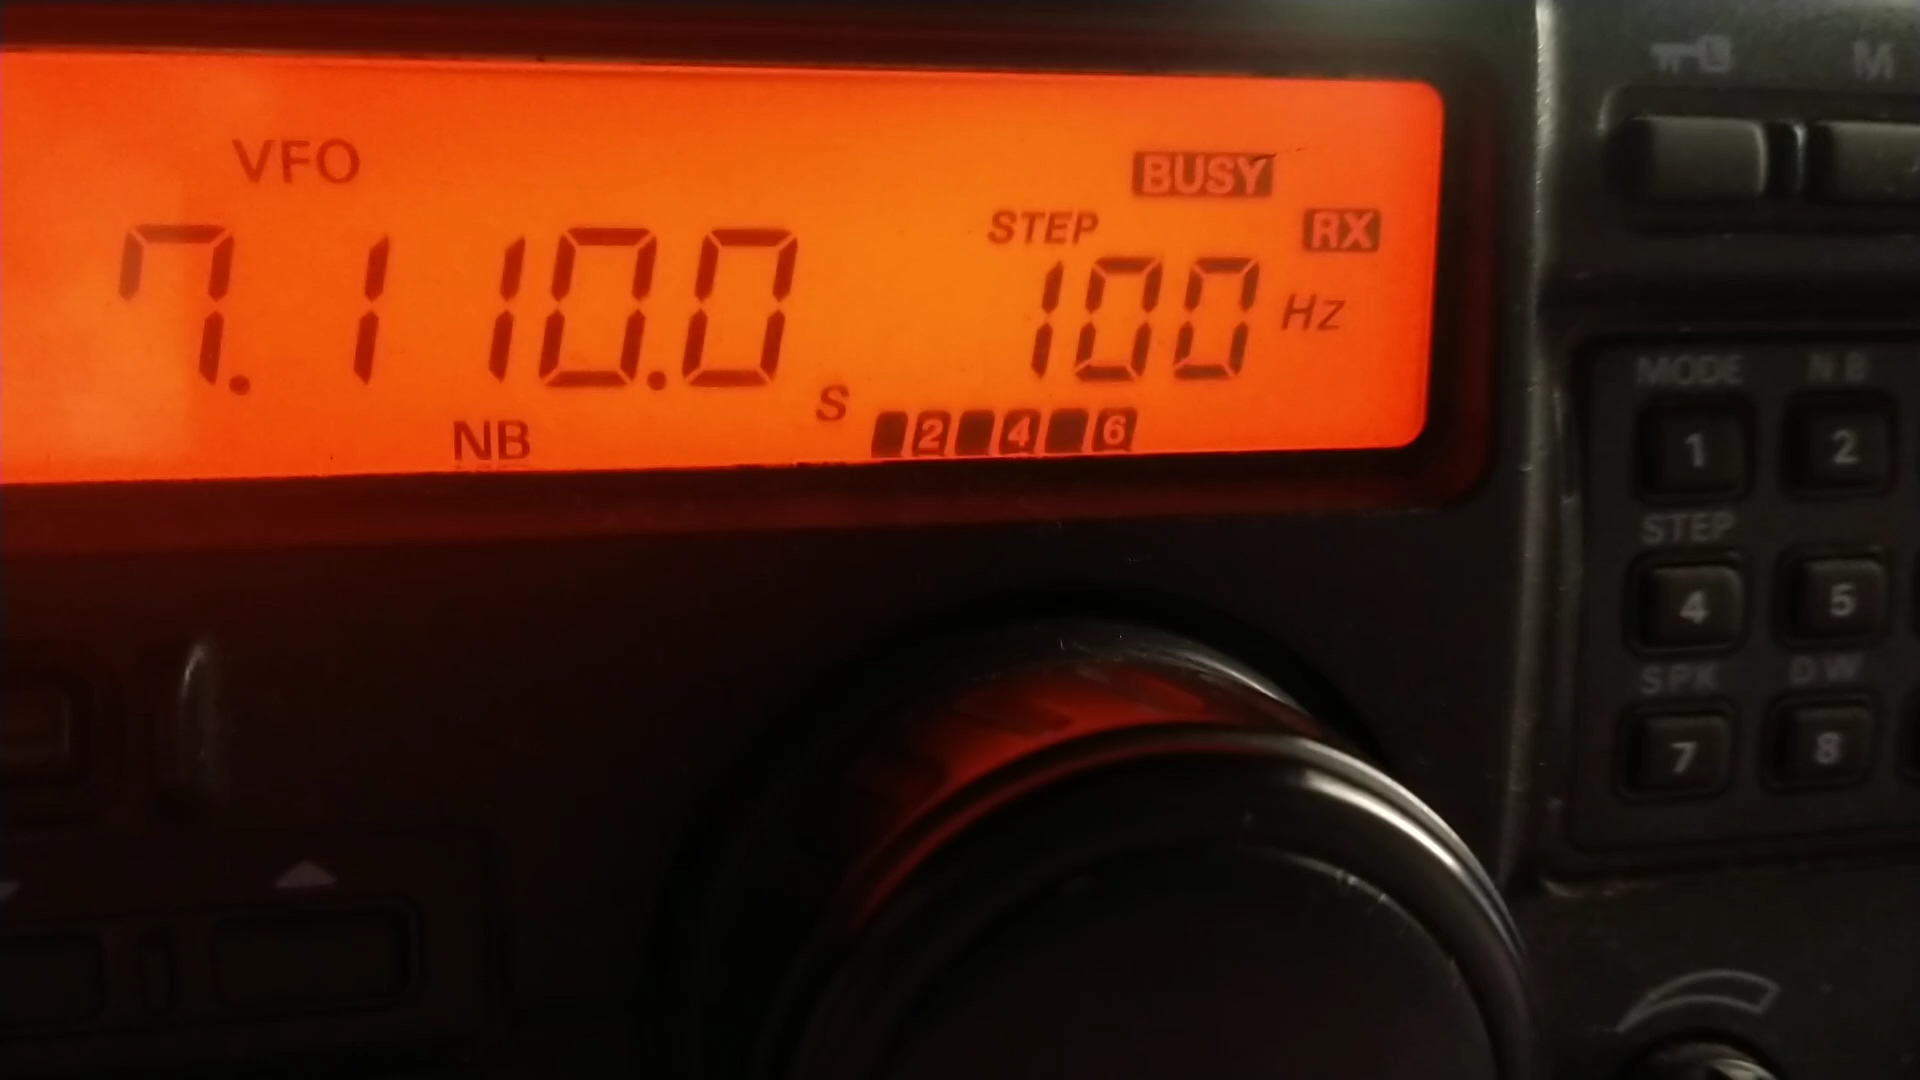 VFO
BUSY
STEP
RX
7.110.0
100 Hz
NB
S 2 4 6
L M
MODE NB
1 2
STEP
4 5
SPK DW
7 8